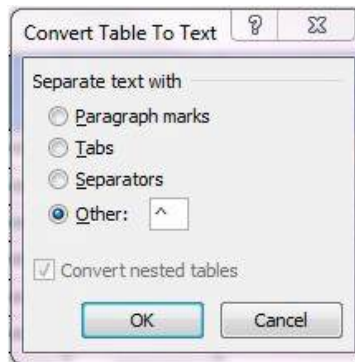 Convert Table To Text
Separate text with
Paragraph marks
Tabs
Separators
Other: ^
Convert nested tables
OK Cancel